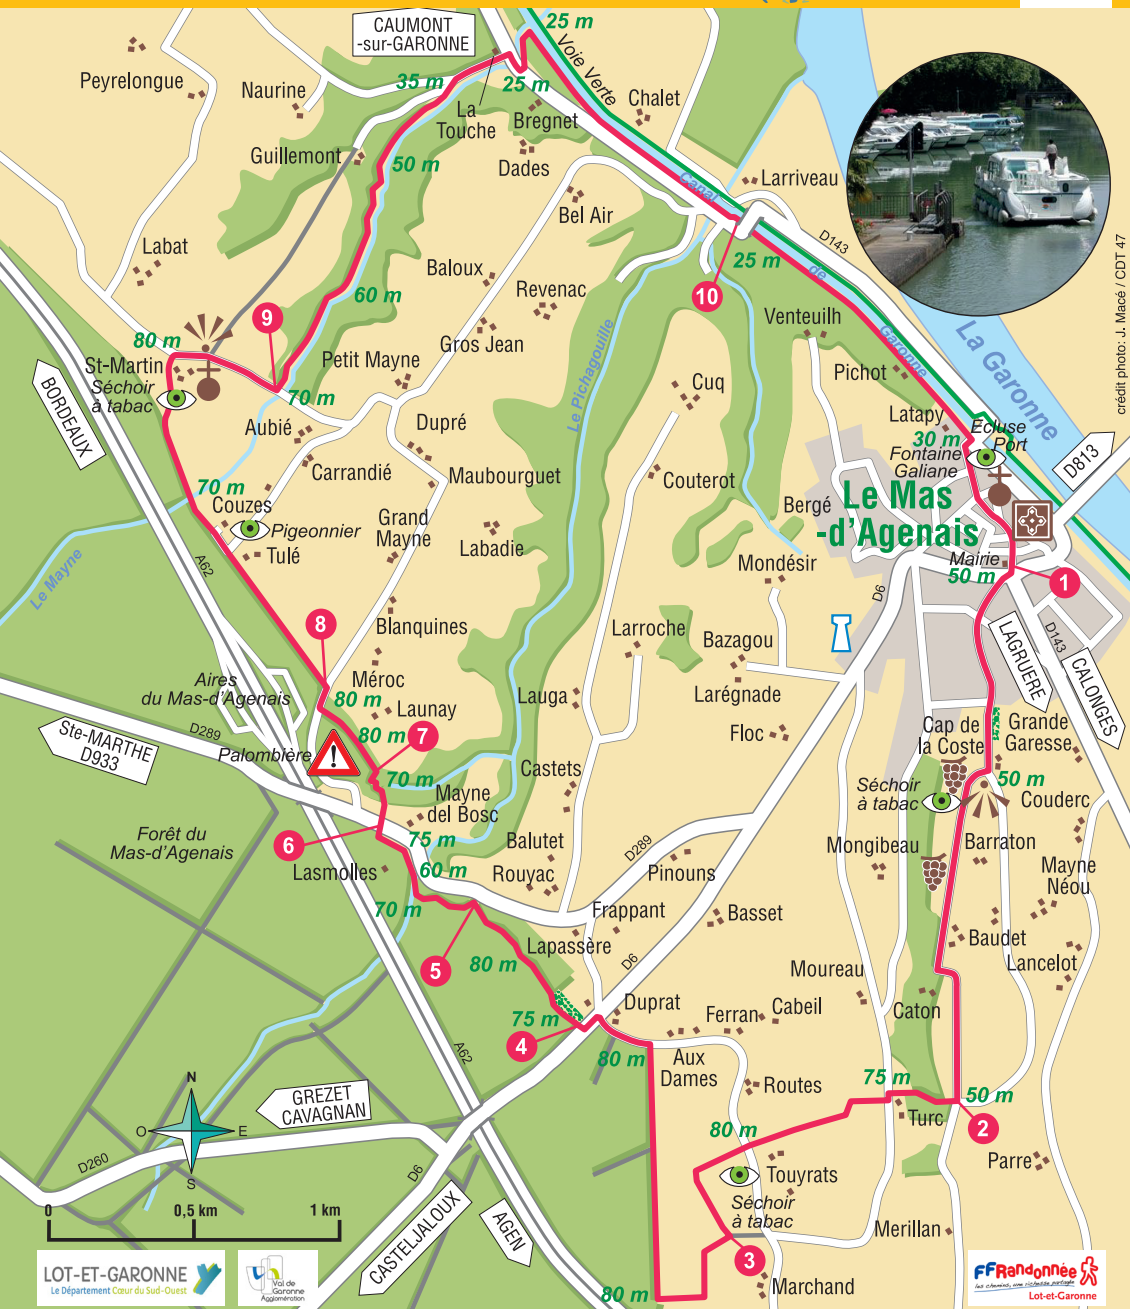 CAUMONT
-sur-GARONNE
25 m
Voie Verte
Peyrelongue
Naurine
35 m
25 m
La
Touche
Bregnet
Chalet
Guillemont
50 m
Dades
Canal
Larriveau
Bel Air
D143
Labat
25 m
de
Baloux
60 m
Revenac
10
9
Venteuilh
Garonne
La Garonne
80 m
St-Martin
Séchoir
à tabac
Petit Mayne
Gros Jean
Le Pichagouille
Pichot
BORDEAUX
70 m
Cuq
Latapy
Écluse
Port
30 m
Fontaine
Galiane
D813
Aubié
Dupré
Carrandié
Maubourguet
Couterot
70 m
Couzes
Bergé
Le Mas
-d'Agenais
Pigeonnier
Grand
Mayne
Labadie
Tulé
A62
Le Mayne
Mondésir
Mairie
50 m
1
D6
8
Blanquines
Larroche
Bazagou
LAGRUERE
D143
CALONGES
Aires
du Mas-d'Agenais
Méroc
80 m
Launay
Lauga
Larégnade
Ste-MARTHE
D933
D289
Palombière
80 m
7
Floc
Cap de
la Coste
Grande
Garesse
70 m
Castets
Séchoir
à tabac
50 m
Couderc
Mayne
del Bosc
Forêt du
Mas-d'Agenais
6
75 m
Balutet
D289
Mongibeau
Barraton
Lasmolles
60 m
Rouyac
Pinouns
Mayne
Néou
70 m
Frappant
Basset
Lapassère
Baudet
5
80 m
D6
Moureau
Lancelot
75 m
4
Duprat
Ferran
Cabeil
Caton
A62
80 m
Aux
Dames
Routes
75 m
50 m
N
O
E
S
GREZET
CAVAGNAN
Turc
2
80 m
D260
D6
Touyrats
Parre
Séchoir
à tabac
0
0,5 km
1 km
CASTELJALOUX
AGEN
Merillan
3
Marchand
80 m
LOT-ET-GARONNE
Le Département Cœur du Sud-Ouest
Val de
Garonne
Agglomération
FFRandonnée
les chemins, une richesse partagée
Lot-et-Garonne
crédit photo: J. Macé / CDT 47